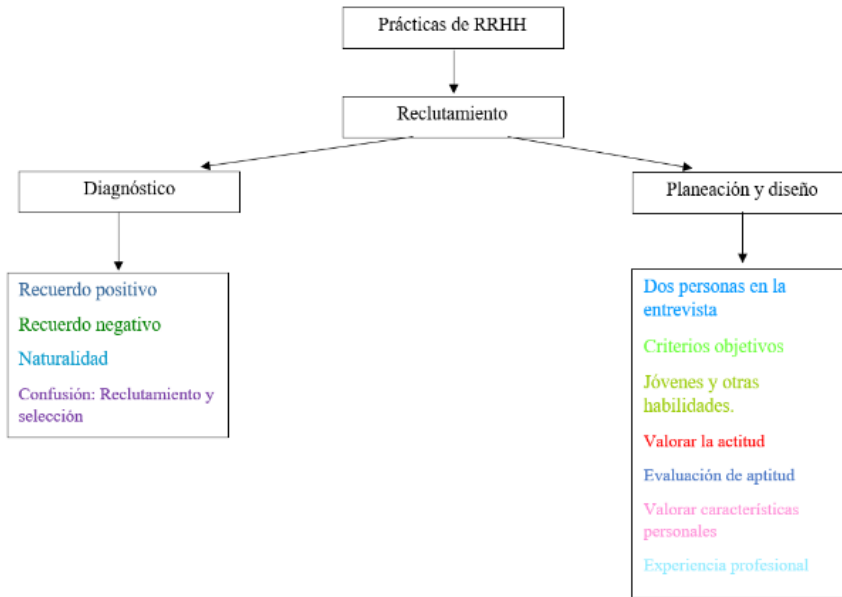 Prácticas de RRHH
Reclutamiento
Diagnóstico
Planeación y diseño
Recuerdo positivo
Recuerdo negativo
Naturalidad
Confusión: Reclutamiento y
selección
Dos personas en la
entrevista
Criterios objetivos
Jóvenes y otras
habilidades.
Valorar la actitud
Evaluación de aptitud
Valorar características
personales
Experiencia profesional